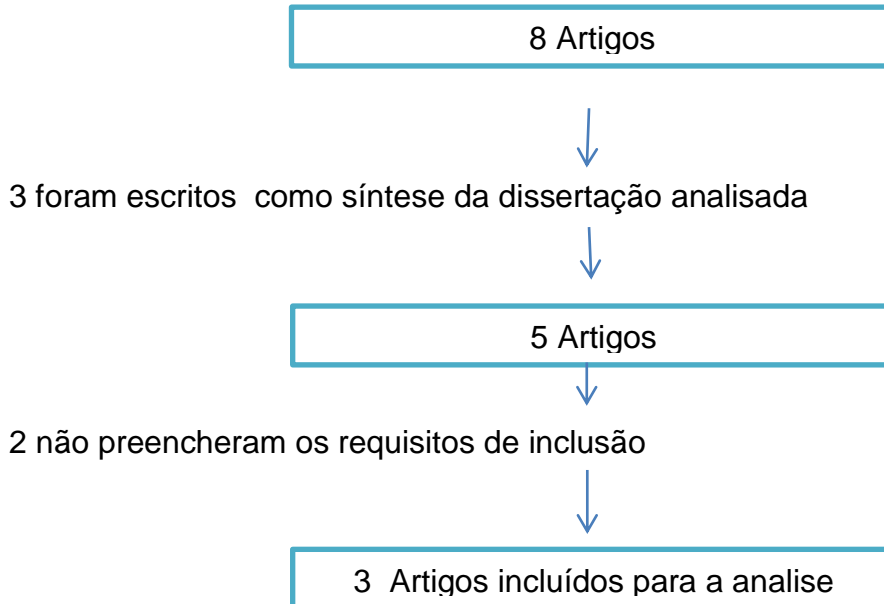 8 Artigos
3 foram escritos como síntese da dissertação analisada
5 Artigos
2 não preencheram os requisitos de inclusão
3 Artigos incluídos para a analise